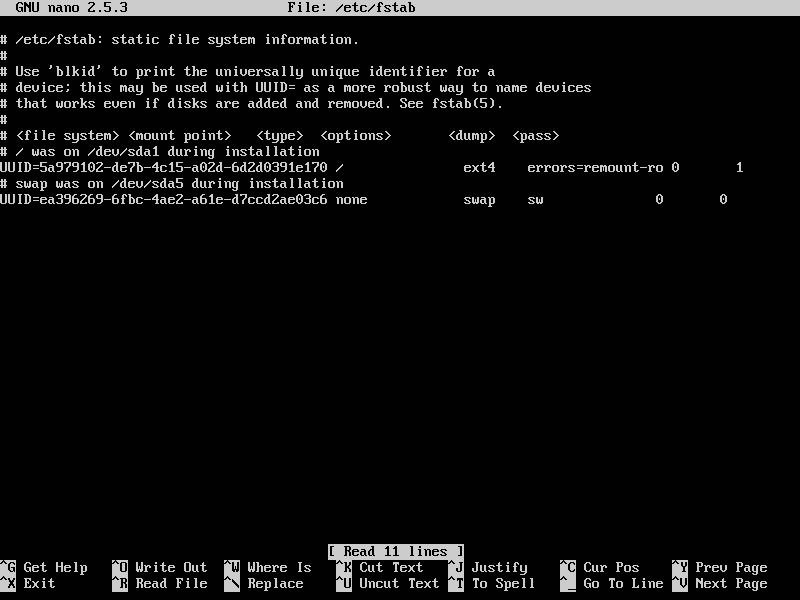 GNU nano 2.5.3 File: /etc/fstab
# /etc/fstab: static file system information.
#
# Use 'blkid' to print the universally unique identifier for a
# device; this may be used with UUID= as a more robust way to name devices
# that works even if disks are added and removed. See fstab(5).
#
# <file system> <mount point>   <type>  <options>       <dump>  <pass>
# / was on /dev/sda1 during installation
UUID=5a979102-de7b-4c15-a02d-6d2d0391e170 /               ext4    errors=remount-ro 0       1
# swap was on /dev/sda5 during installation
UUID=ea396269-6fbc-4ae2-a61e-d7ccd2ae03c6 none            swap    sw              0       0
[ Read 11 lines ]
^G Get Help ^O Write Out ^W Where Is ^K Cut Text ^J Justify ^C Cur Pos ^Y Prev Page
^X Exit ^R Read File ^\ Replace ^U Uncut Text ^T To Spell ^_ Go To Line ^V Next Page